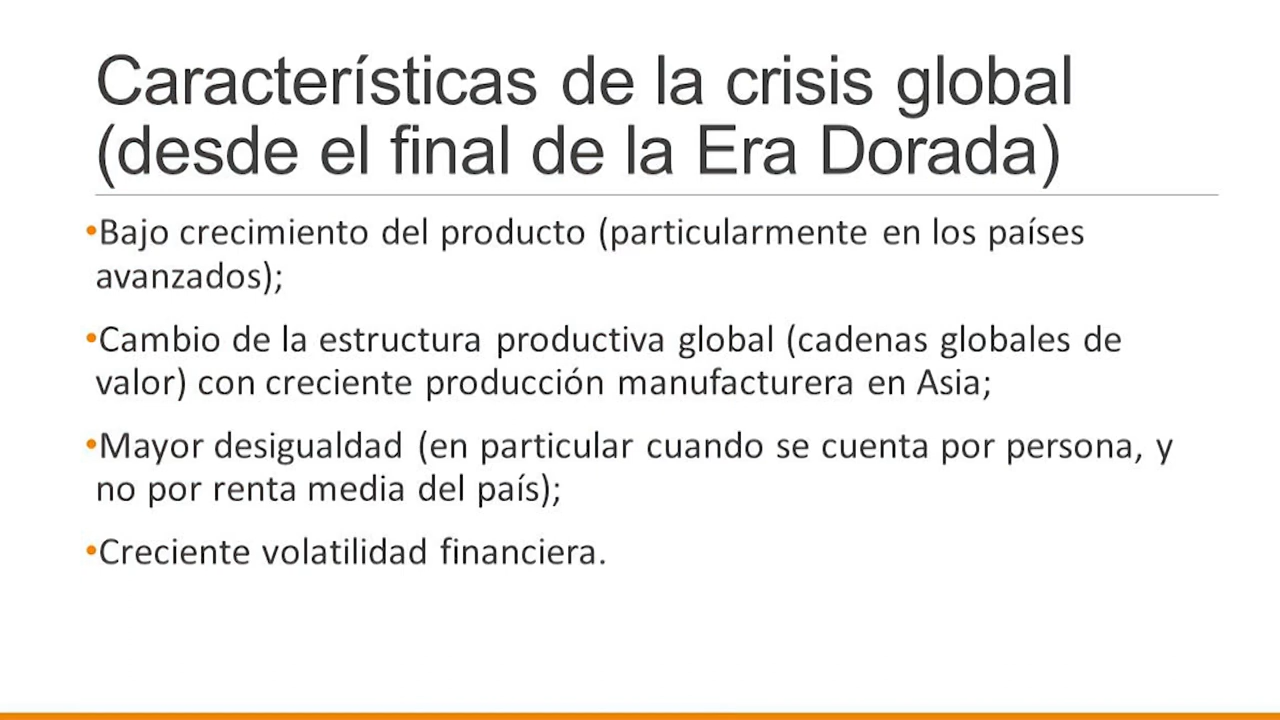 Características de la crisis global
(desde el final de la Era Dorada)
•Bajo crecimiento del producto (particularmente en los países
avanzados);
•Cambio de la estructura productiva global (cadenas globales de
valor) con creciente producción manufacturera en Asia;
•Mayor desigualdad (en particular cuando se cuenta por persona, y
no por renta media del país);
•Creciente volatilidad financiera.